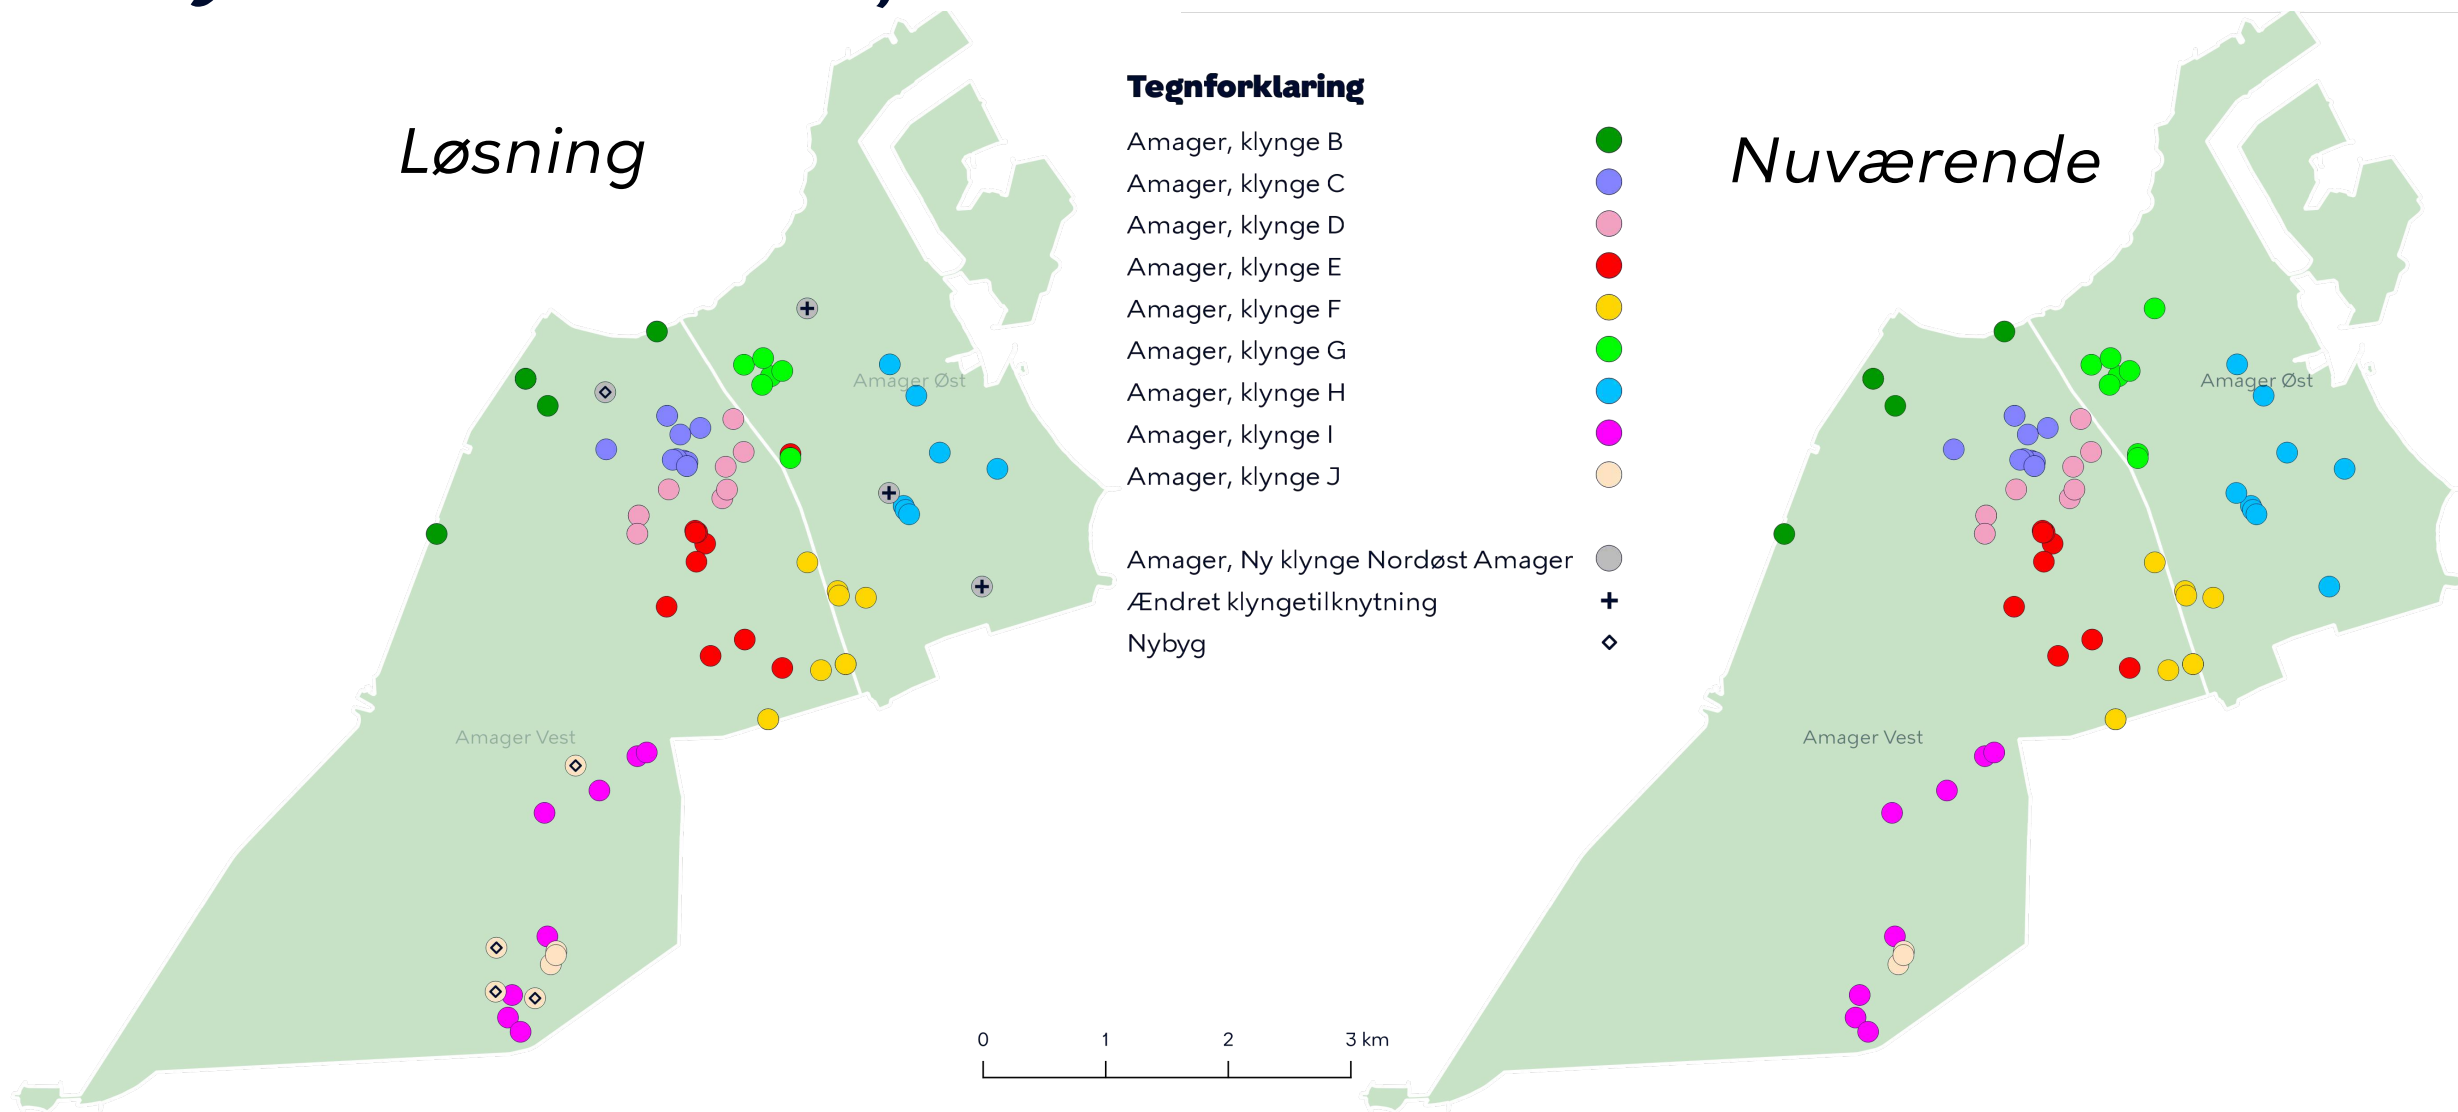 Løsning
Tegnforklaring
Amager, klynge B
Amager, klynge C
Amager, klynge D
Amager, klynge E
Amager, klynge F
Amager, klynge G
Amager, klynge H
Amager, klynge I
Amager, klynge J
Amager, Ny klynge Nordøst Amager
Ændret klyngetilknytning
Nybyg
Nuværende
Amager Øst
Amager Vest
Amager Øst
Amager Vest
0 1 2 3 km